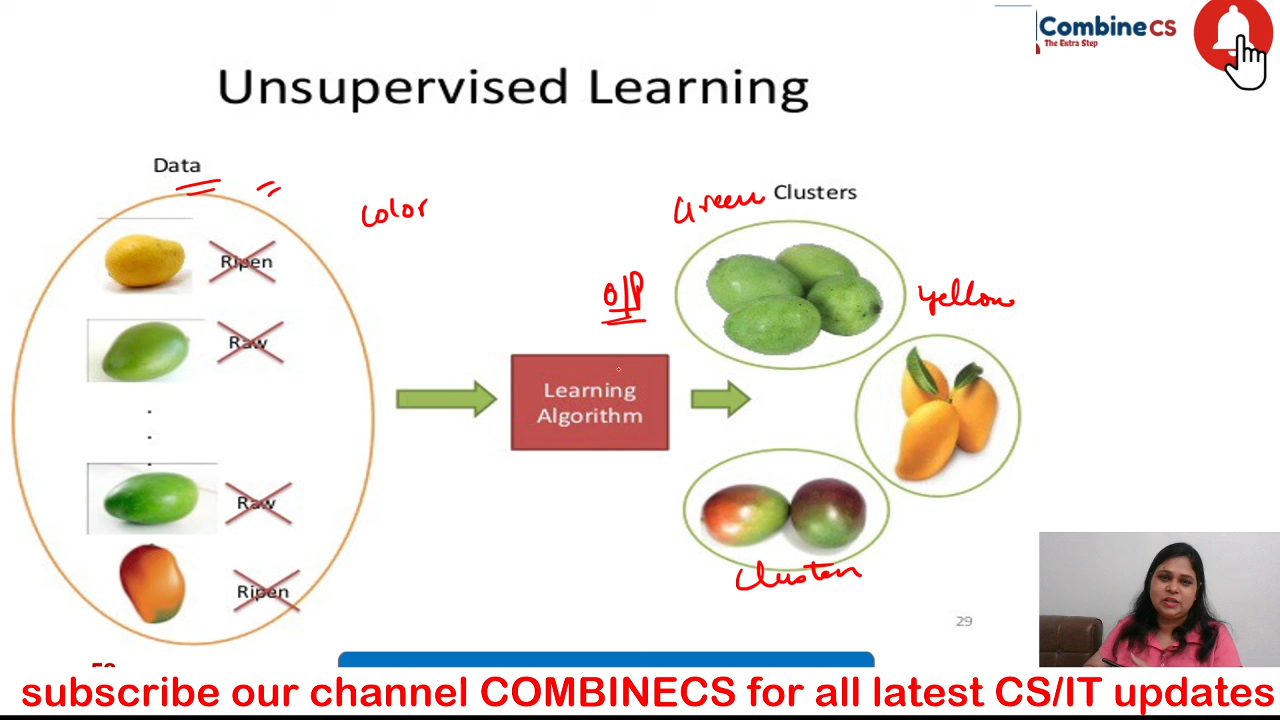 Combine CS
The Extra Step
Unsupervised Learning
Data
color
Green
Clusters
Ripen
O/P
Yellow
Raw
Learning
Algorithm
Raw
Cluster
Ripen
29
subscribe our channel COMBINECS for all latest CS/IT updates